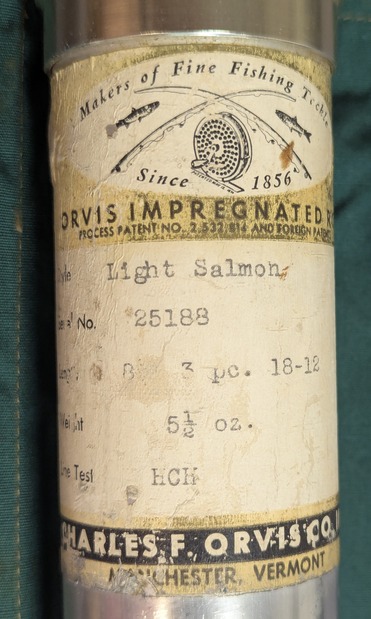 Makers of Fine Fishing Tackle
Since 1856
ORVIS IMPREGNATED
PROCESS PATENT NO. 2,532,814 AND FOREIGN
Light Salmon
No. 25188
8 3 pc. 18-12
Weight 5½ oz.
Line Test HCH
CHARLES F. ORVIS CO.
MANCHESTER, VERMONT